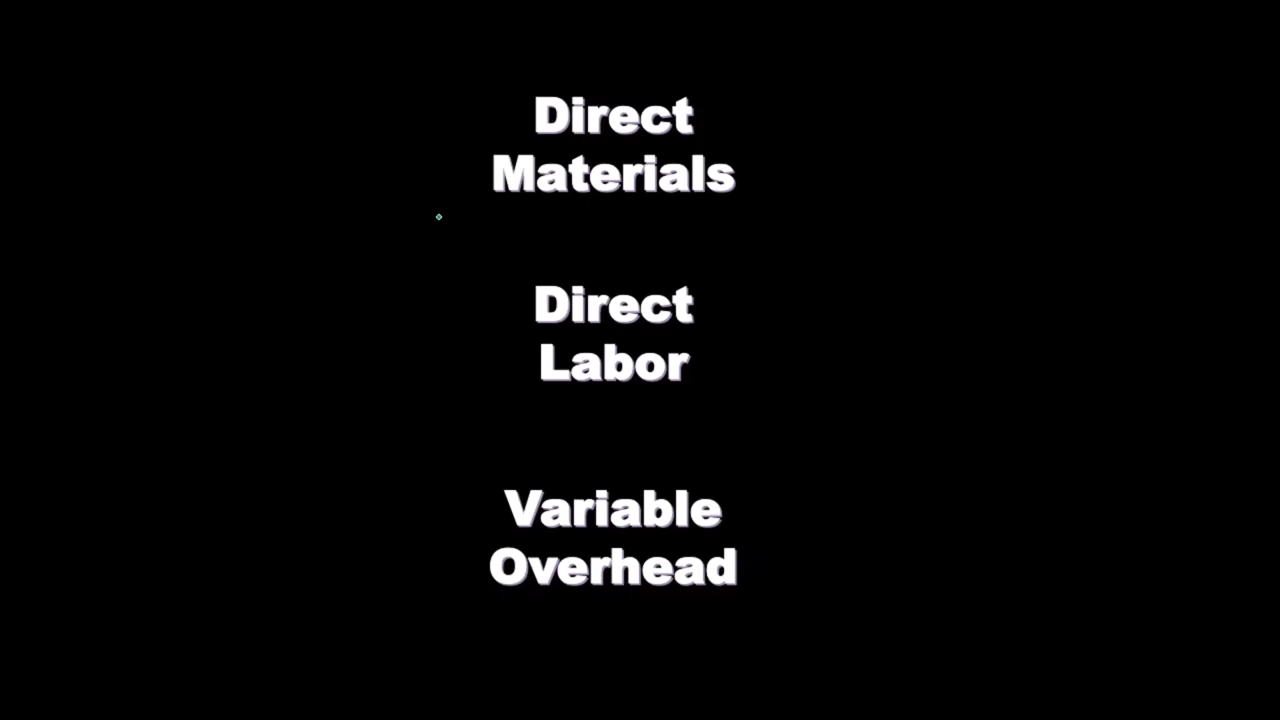 Direct
Materials
Direct
Labor
Variable
Overhead